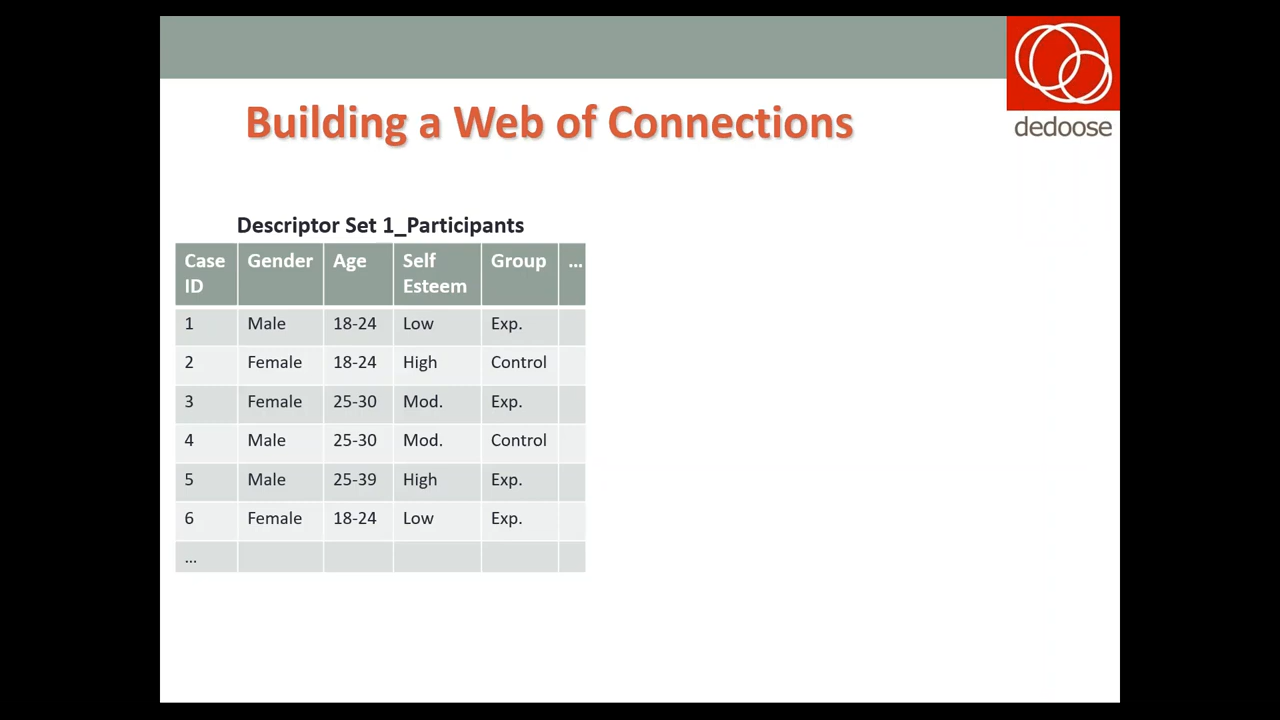 Building a Web of Connections
dedoose
Descriptor Set 1_Participants
Case ID Gender Age Self Esteem Group ...
1 Male 18-24 Low Exp.
2 Female 18-24 High Control
3 Female 25-30 Mod. Exp.
4 Male 25-30 Mod. Control
5 Male 25-39 High Exp.
6 Female 18-24 Low Exp.
...